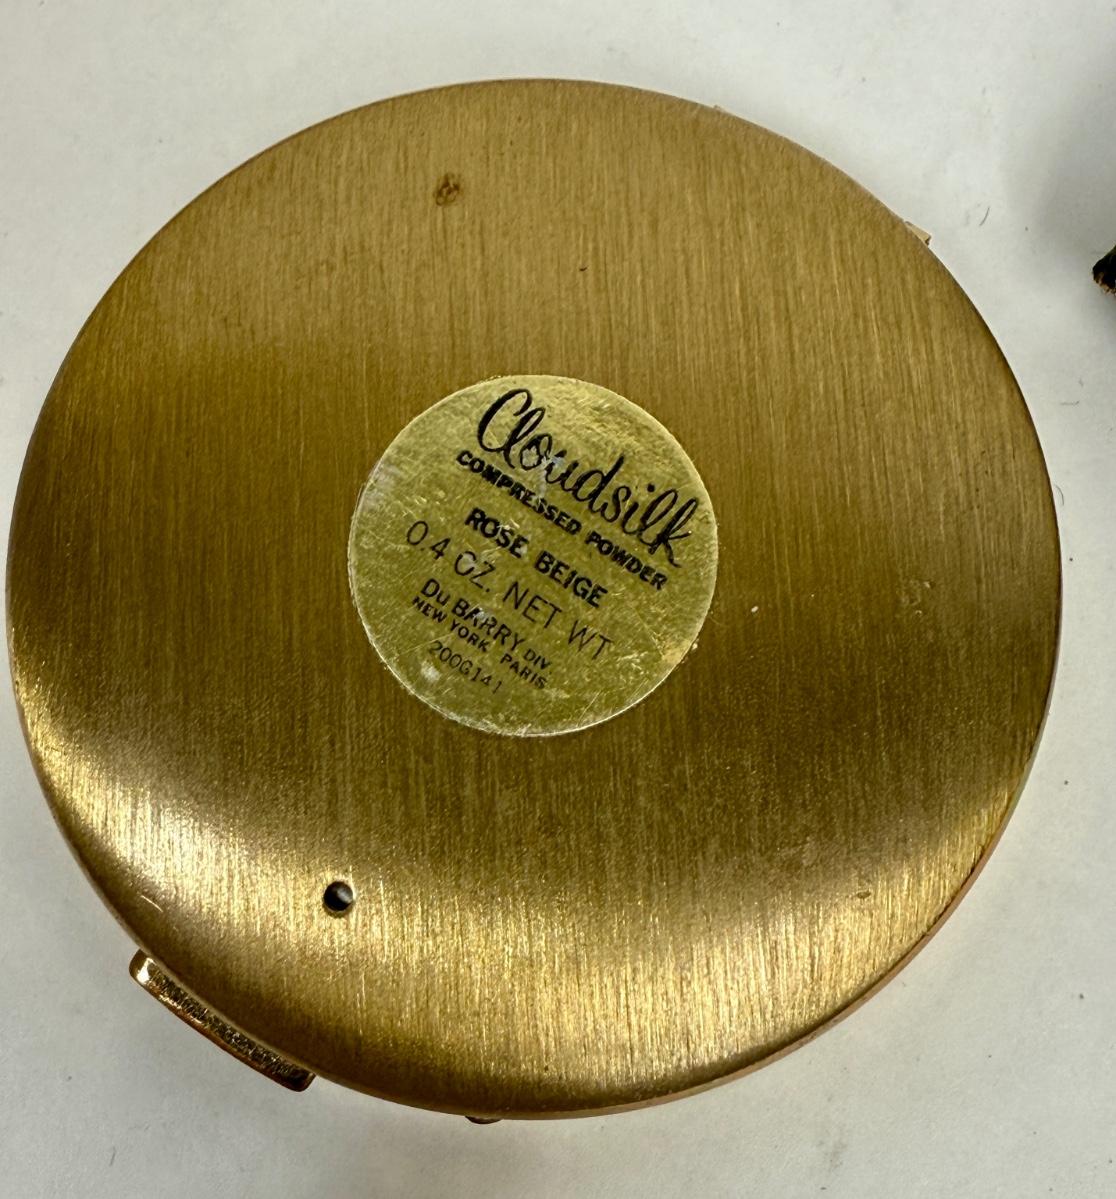 Cloudsilk
COMPRESSED POWDER
ROSE BEIGE
0.4 OZ. NET WT
Du BARRY DIV.
NEW YORK PARIS
200G141